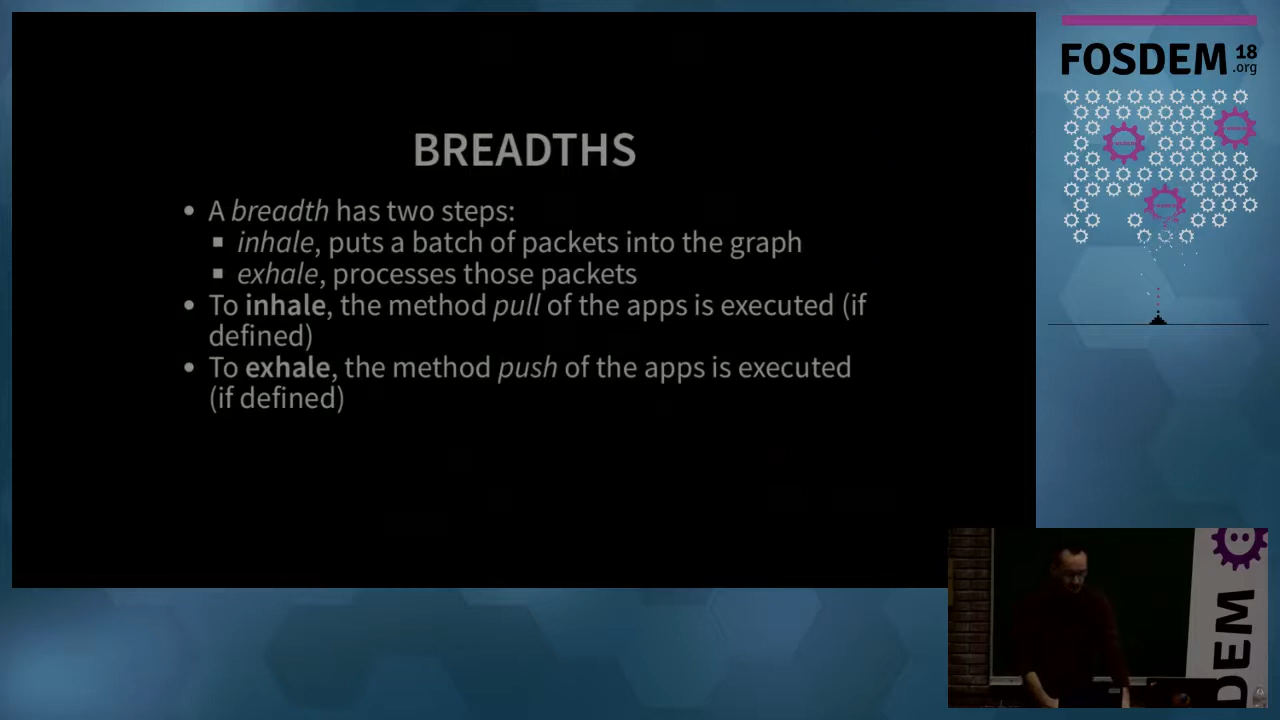 BREADTHS
• A breadth has two steps:
▪ inhale, puts a batch of packets into the graph
▪ exhale, processes those packets
• To inhale, the method pull of the apps is executed (if
defined)
• To exhale, the method push of the apps is executed
(if defined)
FOSDEM 18
.org
DEM